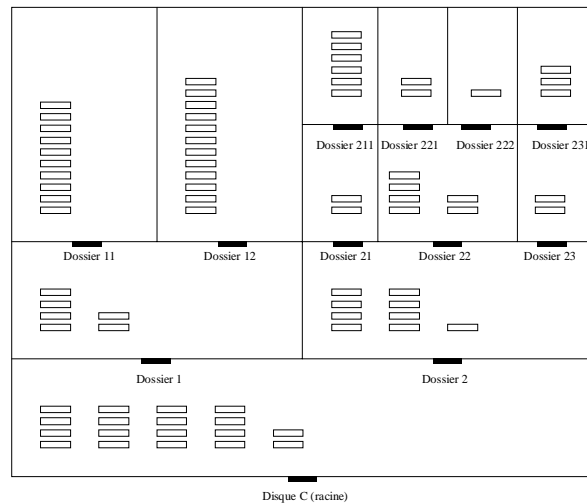 Dossier 211 Dossier 221 Dossier 222 Dossier 231
Dossier 11 Dossier 12 Dossier 21 Dossier 22 Dossier 23
Dossier 1 Dossier 2
Disque C (racine)